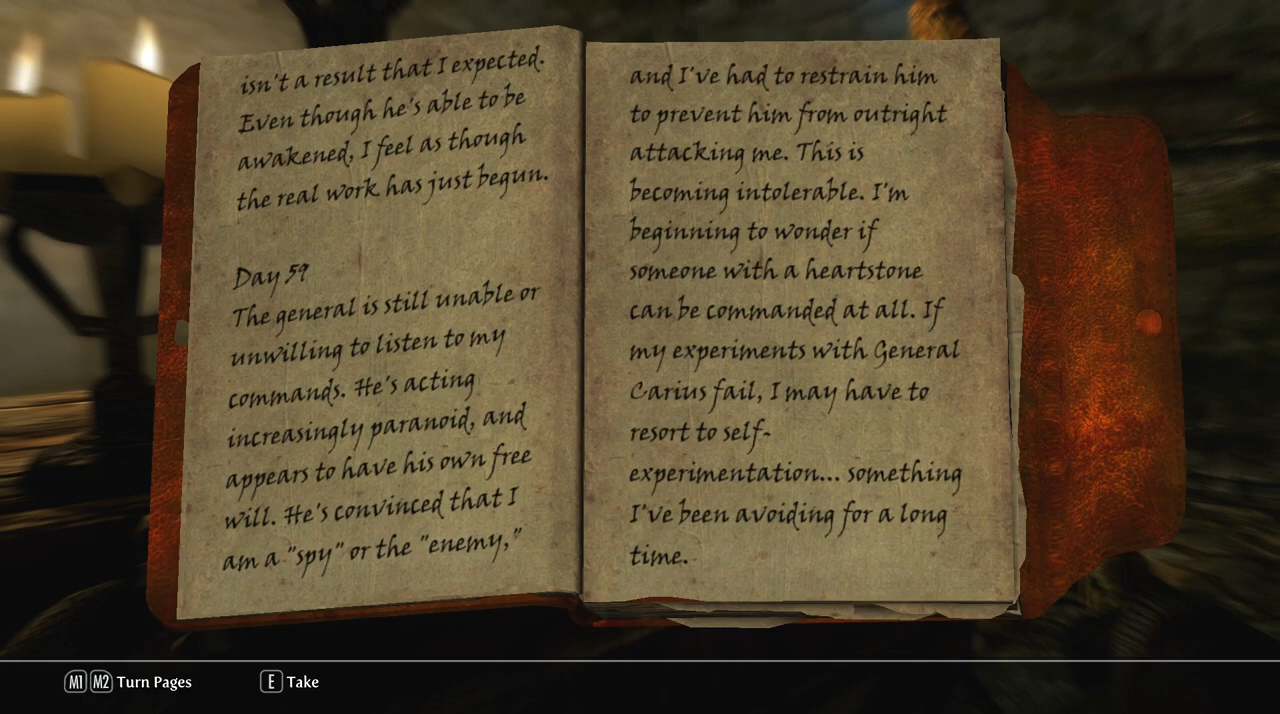 isn't a result that I expected.
Even though he's able to be
awakened, I feel as though
the real work has just begun.
Day 59
The general is still unable or
unwilling to listen to my
commands. He's acting
increasingly paranoid, and
appears to have his own free
will. He's convinced that I
am a "spy" or the "enemy,"
and I've had to restrain him
to prevent him from outright
attacking me. This is
becoming intolerable. I'm
beginning to wonder if
someone with a heartstone
can be commanded at all. If
my experiments with General
Carius fail, I may have to
resort to self-
experimentation... something
I've been avoiding for a long
time.
M1 M2 Turn Pages
E Take